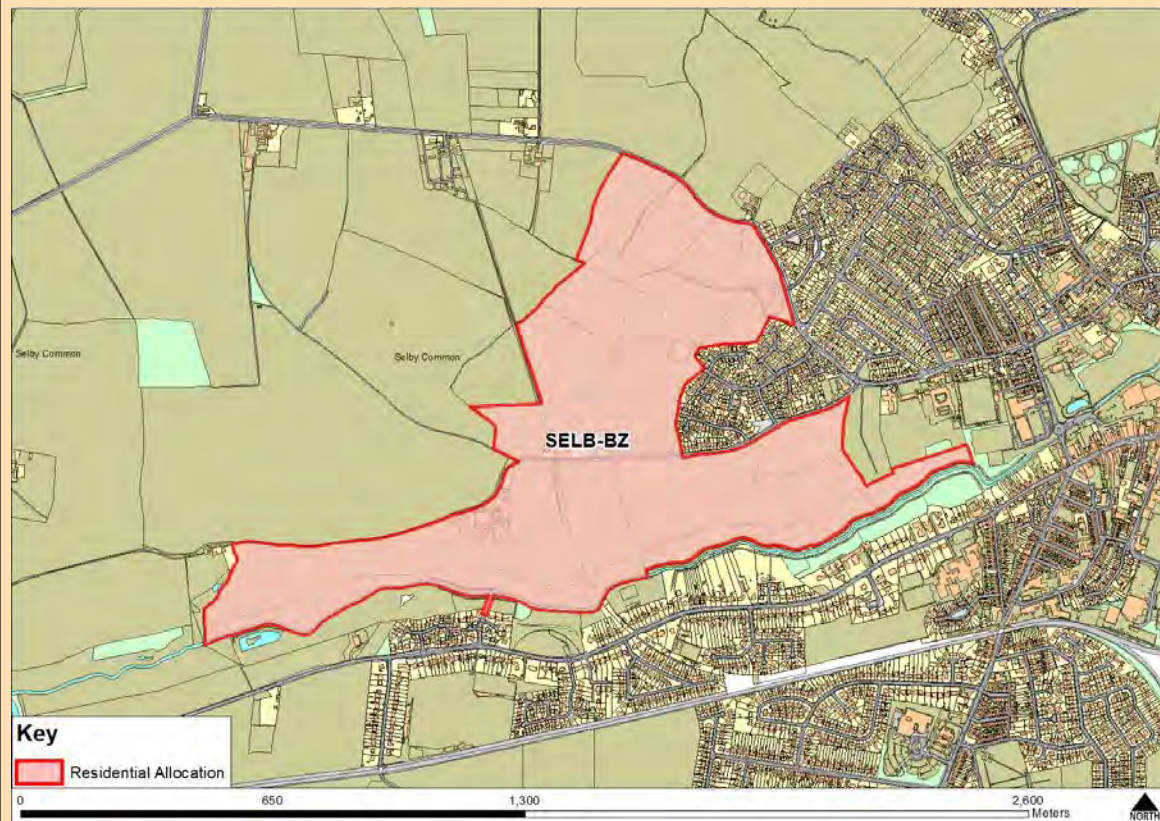 Selby Common
Selby Common
SELB-BZ
Key
Residential Allocation
0 650 1,300 2,600
Meters
NORTH